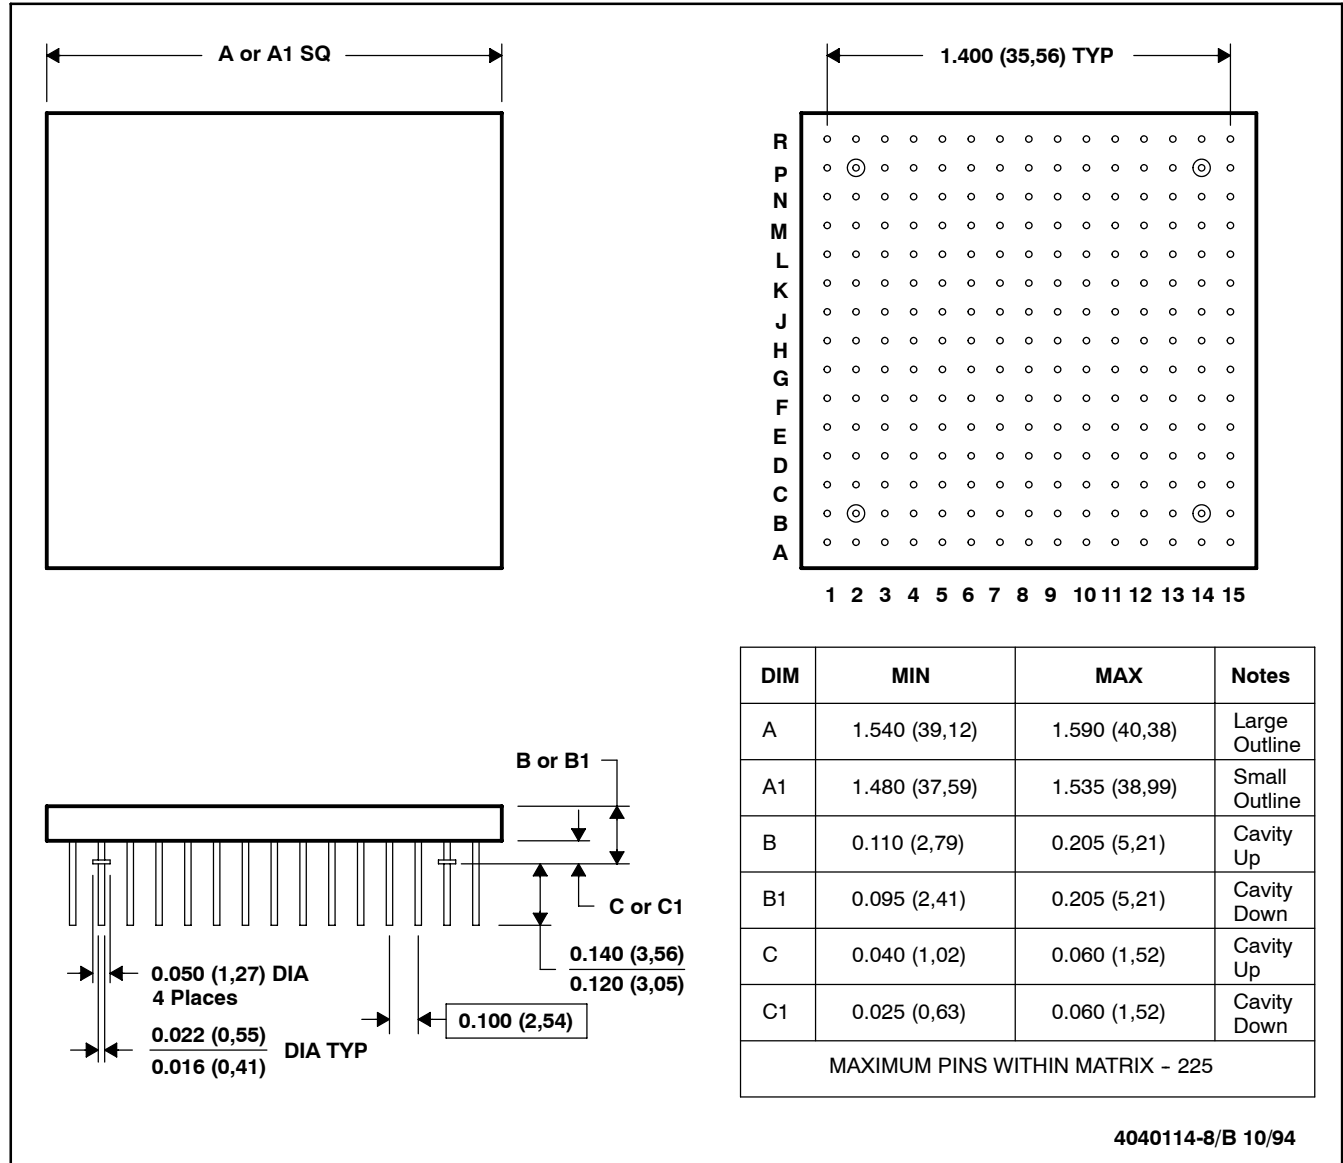 A or A1 SQ
1.400 (35,56) TYP
R
P
N
M
L
K
J
H
G
F
E
D
C
B
A
1 2 3 4 5 6 7 8 9 10 11 12 13 14 15
B or B1
C or C1
0.140 (3,56)
0.120 (3,05)
0.050 (1,27) DIA
4 Places
0.022 (0,55)
0.016 (0,41)
DIA TYP
0.100 (2,54)
DIM MIN MAX Notes
A 1.540 (39,12) 1.590 (40,38) Large Outline
A1 1.480 (37,59) 1.535 (38,99) Small Outline
B 0.110 (2,79) 0.205 (5,21) Cavity Up
B1 0.095 (2,41) 0.205 (5,21) Cavity Down
C 0.040 (1,02) 0.060 (1,52) Cavity Up
C1 0.025 (0,63) 0.060 (1,52) Cavity Down
MAXIMUM PINS WITHIN MATRIX - 225
4040114-8/B 10/94